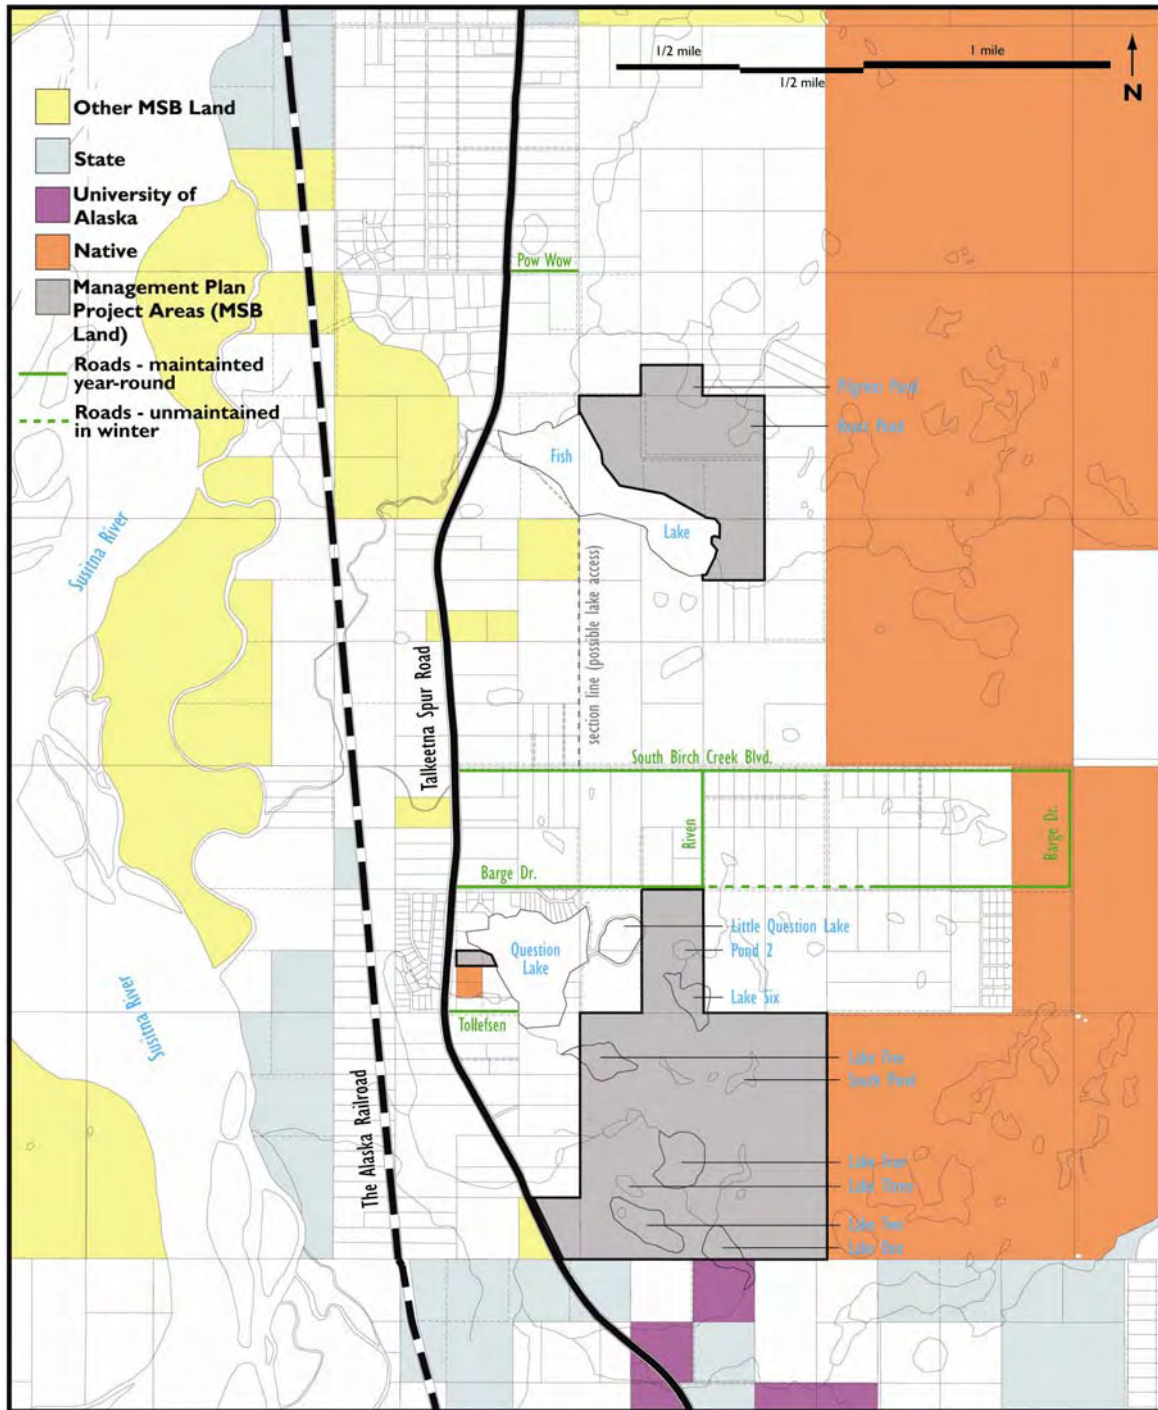 1/2 mile
1 mile
1/2 mile
N
Other MSB Land
State
University of
Alaska
Native
Management Plan
Project Areas (MSB
Land)
Roads - maintainted
year-round
Roads - unmaintained
in winter
Pow Wow
Pond
Pond
Fish
Lake
Susitna River
section line (possible lake access)
Talkeetna Spur Road
South Birch Creek Blvd.
Riven
Barge Dr.
Barge Dr.
Little Question Lake
Question
Lake
Pond 2
Lake Six
Susitna River
Tollefsen
Lake Five
South Pond
The Alaska Railroad
Lake Four
Lake Three
Lake Two
Lake One